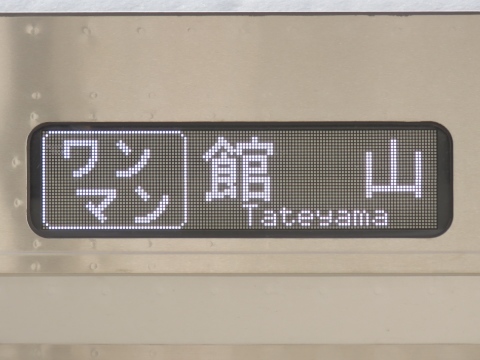 ワン
マン
館山
Tateyama